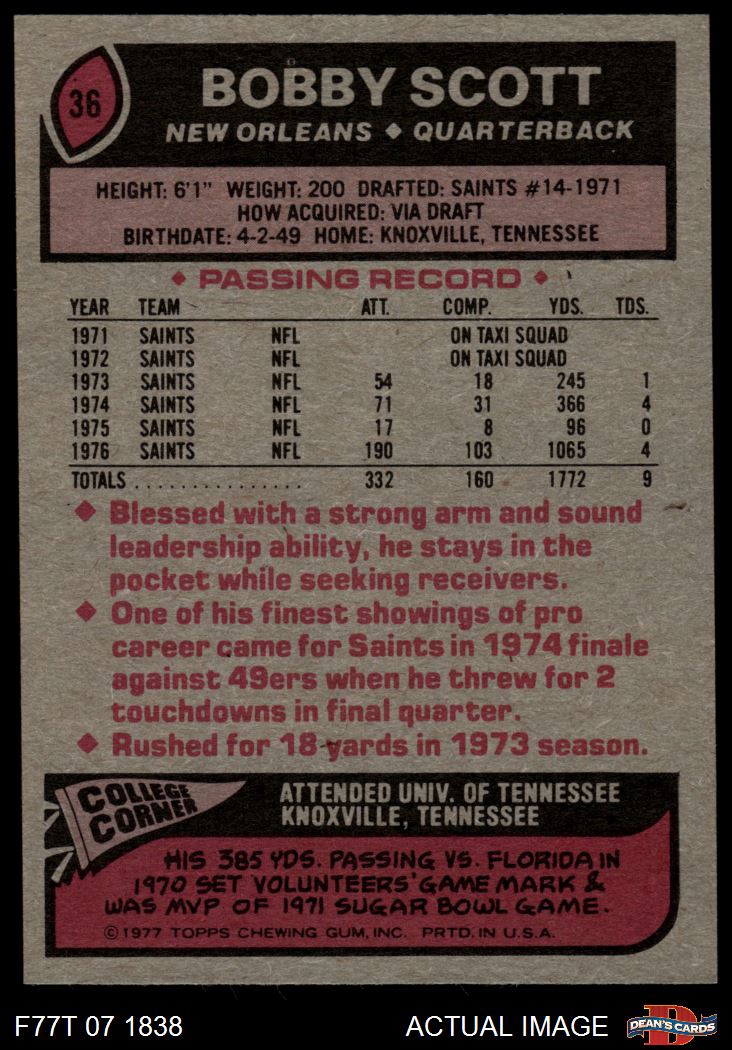 36
BOBBY SCOTT
NEW ORLEANS ◆ QUARTERBACK
HEIGHT: 6'1" WEIGHT: 200 DRAFTED: SAINTS #14-1971
HOW ACQUIRED: VIA DRAFT
BIRTHDATE: 4-2-49 HOME: KNOXVILLE, TENNESSEE
◆ PASSING RECORD ◆
YEAR TEAM ATT. COMP. YDS. TDS.
1971 SAINTS NFL ON TAXI SQUAD
1972 SAINTS NFL ON TAXI SQUAD
1973 SAINTS NFL 54 18 245 1
1974 SAINTS NFL 71 31 366 4
1975 SAINTS NFL 17 8 96 0
1976 SAINTS NFL 190 103 1065 4
TOTALS ................ 332 160 1772 9
◆ Blessed with a strong arm and sound
leadership ability, he stays in the
pocket while seeking receivers.
◆ One of his finest showings of pro
career came for Saints in 1974 finale
against 49ers when he threw for 2
touchdowns in final quarter.
◆ Rushed for 18-yards in 1973 season.
COLLEGE
CORNER
ATTENDED UNIV. OF TENNESSEE
KNOXVILLE, TENNESSEE
HIS 385 YDS. PASSING VS. FLORIDA IN
1970 SET VOLUNTEERS' GAME MARK &
WAS MVP OF 1971 SUGAR BOWL GAME.
©1977 TOPPS CHEWING GUM, INC. PRTD. IN U.S.A.
F77T 07 1838 ACTUAL IMAGE
D
DEAN'S CARDS